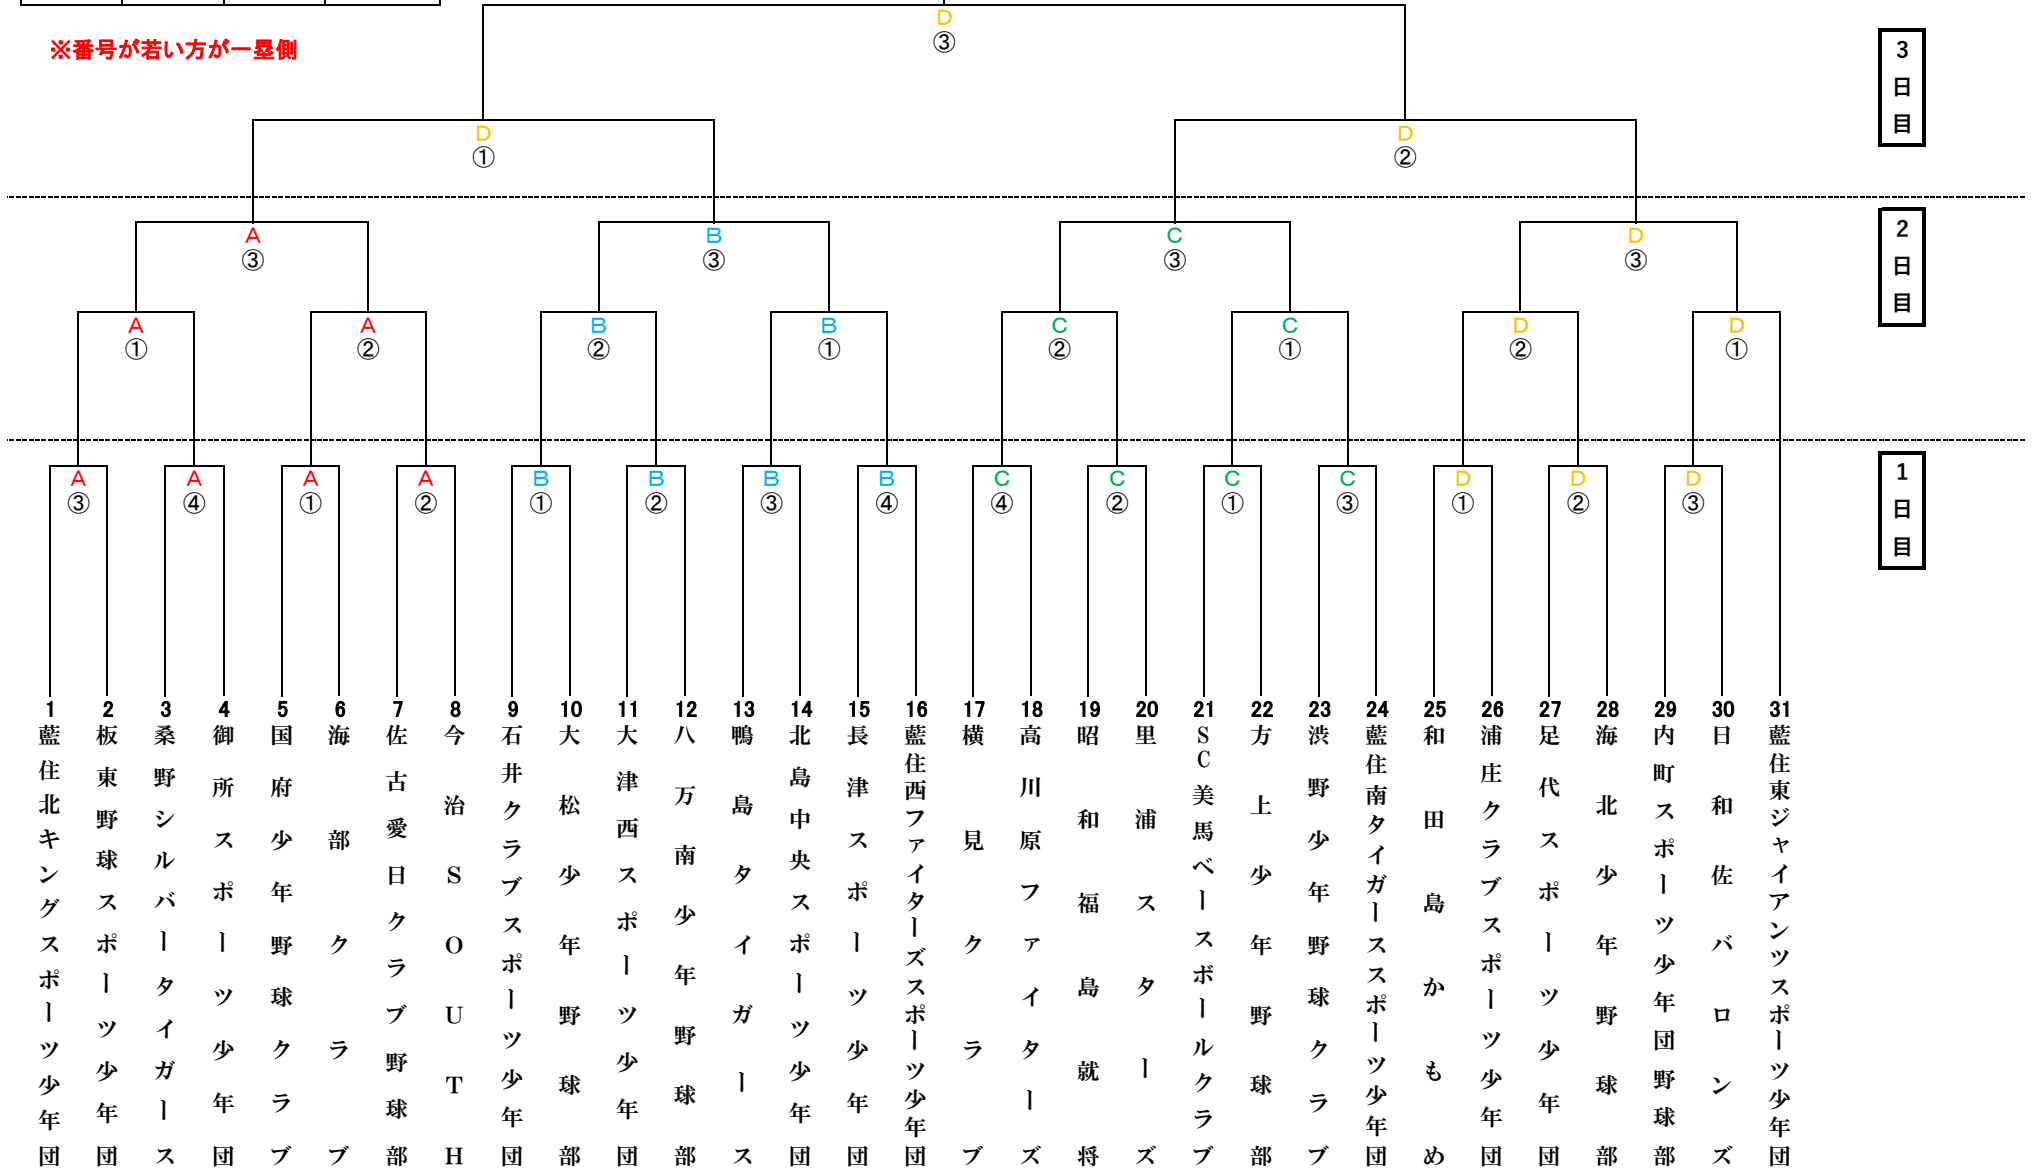 D
③
※番号が若い方が一塁側
3日目
D
①
D
②
2日目
A
③
B
③
C
③
D
③
A
①
A
②
B
②
B
①
C
②
C
①
D
②
D
①
1日目
A
③
A
④
A
①
A
②
B
①
B
②
B
③
B
④
C
④
C
②
C
①
C
③
D
①
D
②
D
③
1 藍住北キングスポーツ少年団
2 板東野球スポーツ少年団
3 桑野シルバータイガース
4 御所スポーツ少年団
5 国府少年野球クラブ
6 海部クラブ
7 佐古愛日クラブ野球部
8 今治SOUTH
9 石井クラブスポーツ少年団
10 大松少年野球部
11 大津西スポーツ少年団
12 八万南少年野球部
13 鴨島タイガース
14 北島中央スポーツ少年団
15 長津スポーツ少年団
16 藍住西ファイターズスポーツ少年団
17 横見クラブ
18 高川原ファイターズ
19 昭和福島就将
20 里浦スターズ
21 SC美馬ベースボールクラブ
22 方上少年野球部
23 渋野少年野球クラブ
24 藍住南タイガーススポーツ少年団
25 和田島かもめ
26 浦庄クラブスポーツ少年団
27 足代スポーツ少年団
28 海北少年野球部
29 内町スポーツ少年団野球部
30 日和佐バロンズ
31 藍住東ジャイアンツスポーツ少年団